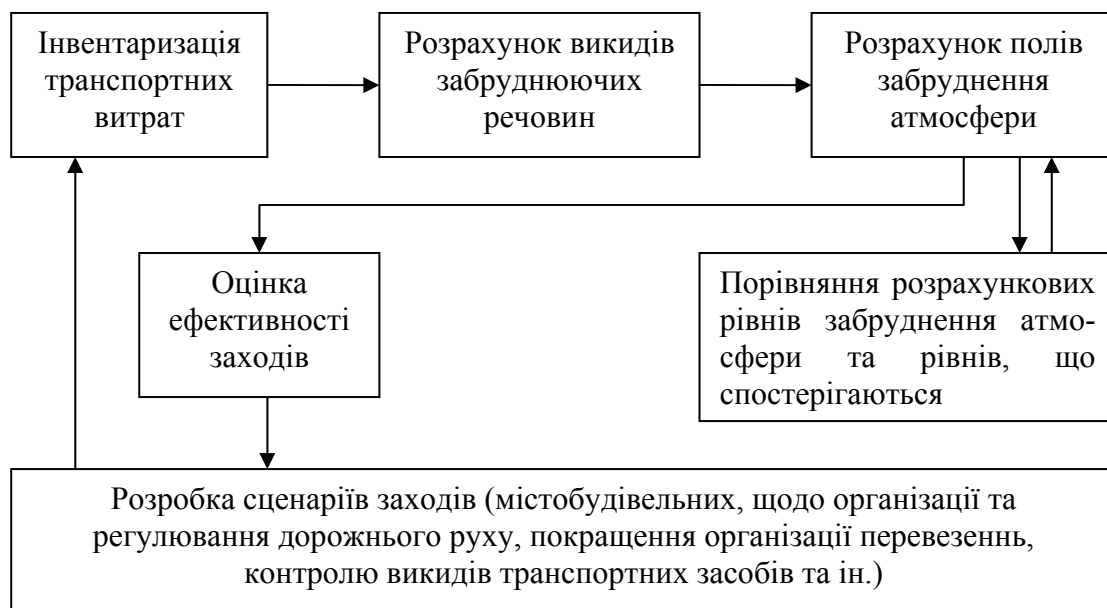 Інвентаризація
транспортних
витрат
Розрахунок викидів
забруднюючих
речовин
Розрахунок полів
забруднення
атмосфери
Оцінка
ефективності
заходів
Порівняння розрахункових
рівнів забруднення атмо-
сфери та рівнів, що
спостерігаються
Розробка сценаріїв заходів (містобудівельних, щодо організації та
регулювання дорожнього руху, покращення організації перевезеннь,
контролю викидів транспортних засобів та ін.)